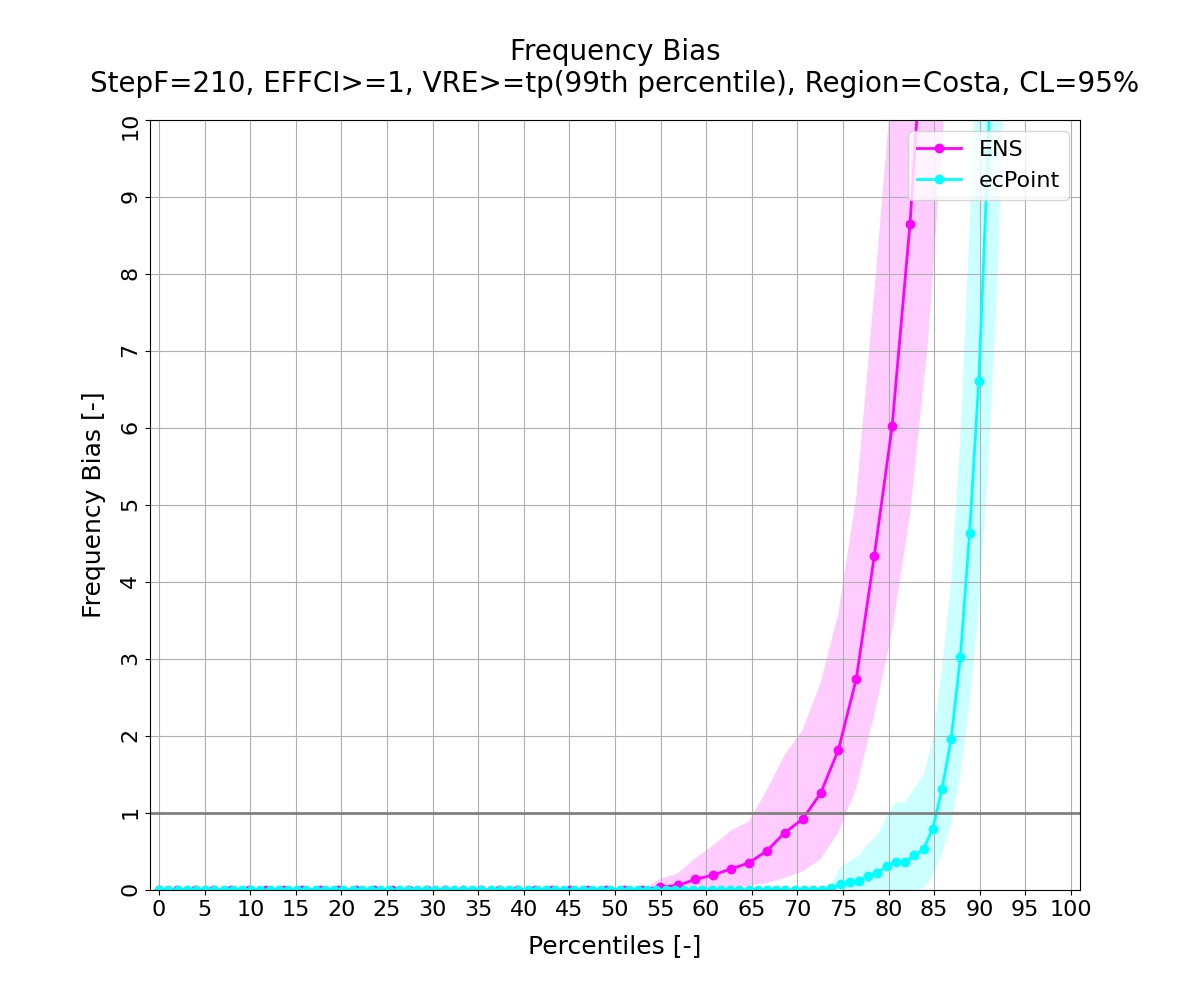 Frequency Bias
StepF=210, EFFCI>=1, VRE>=tp(99th percentile), Region=Costa, CL=95%
ENS
ecPoint
Frequency Bias [-]
10
9
8
7
6
5
4
3
2
1
0
0 5 10 15 20 25 30 35 40 45 50 55 60 65 70 75 80 85 90 95 100
Percentiles [-]